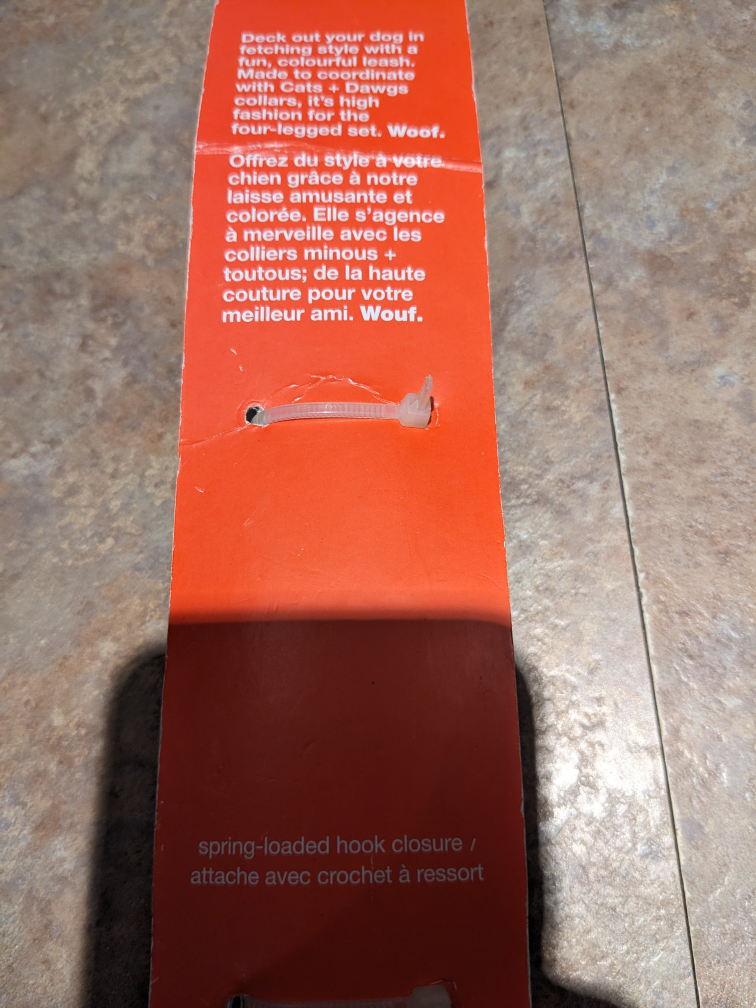 Deck out your dog in
fetching style with a
fun, colourful leash.
Made to coordinate
with Cats + Dawgs
collars, it's high
fashion for the
four-legged set. Woof.
Offrez du style à votre
chien grâce à notre
laisse amusante et
colorée. Elle s'agence
à merveille avec les
colliers minous +
toutous; de la haute
couture pour votre
meilleur ami. Wouf.
spring-loaded hook closure /
attache avec crochet à ressort